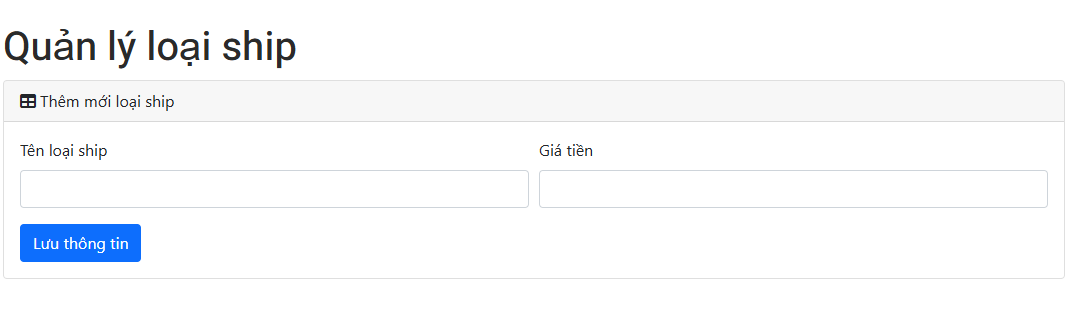 Quản lý loại ship
Thêm mới loại ship
Tên loại ship
Giá tiền
Lưu thông tin